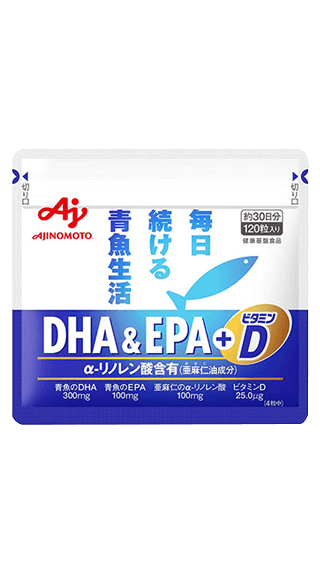 切り口
切り口
Aj
AJINOMOTO®
毎日
続ける
青魚生活
約30日分
120粒入り
健康基盤食品
DHA & EPA + ビタミンD
α-リノレン酸含有(亜麻仁油成分)
青魚のDHA 青魚のEPA 亜麻仁のα-リノレン酸 ビタミンD
300mg 100mg 100mg 25.0μg
(4粒中)